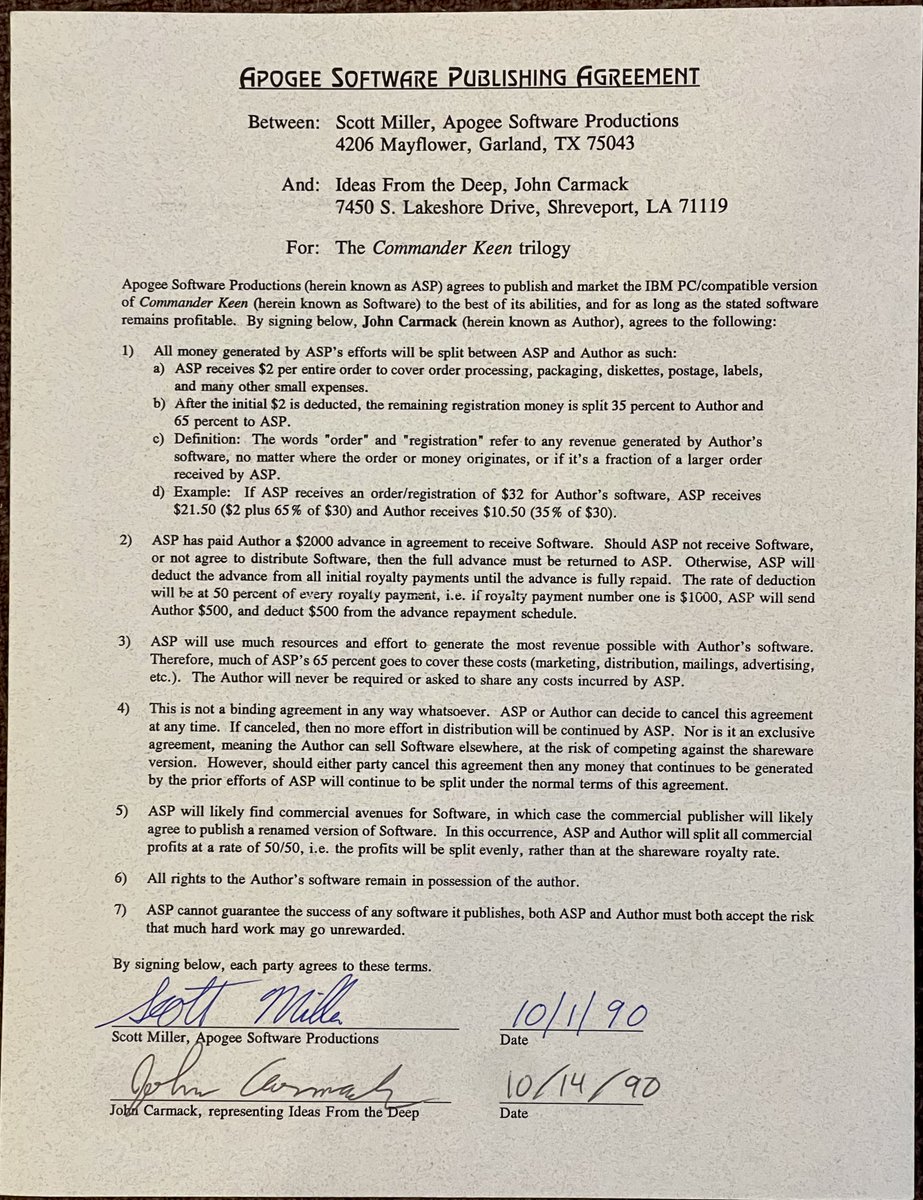 APOGEE SOFTWARE PUBLISHING AGREEMENT
Between: Scott Miller, Apogee Software Productions
4206 Mayflower, Garland, TX 75043
And: Ideas From the Deep, John Carmack
7450 S. Lakeshore Drive, Shreveport, LA 71119
For: The Commander Keen trilogy
Apogee Software Productions (herein known as ASP) agrees to publish and market the IBM PC/compatible version
of Commander Keen (herein known as Software) to the best of its abilities, and for as long as the stated software
remains profitable. By signing below, John Carmack (herein known as Author), agrees to the following:
1) All money generated by ASP's efforts will be split between ASP and Author as such:
a) ASP receives $2 per entire order to cover order processing, packaging, diskettes, postage, labels,
and many other small expenses.
b) After the initial $2 is deducted, the remaining registration money is split 35 percent to Author and
65 percent to ASP.
c) Definition: The words "order" and "registration" refer to any revenue generated by Author's
software, no matter where the order or money originates, or if it's a fraction of a larger order
received by ASP.
d) Example: If ASP receives an order/registration of $32 for Author's software, ASP receives
$21.50 ($2 plus 65% of $30) and Author receives $10.50 (35% of $30).
2) ASP has paid Author a $2000 advance in agreement to receive Software. Should ASP not receive Software,
or not agree to distribute Software, then the full advance must be returned to ASP. Otherwise, ASP will
deduct the advance from all initial royalty payments until the advance is fully repaid. The rate of deduction
will be at 50 percent of every royalty payment, i.e. if royalty payment number one is $1000, ASP will send
Author $500, and deduct $500 from the advance repayment schedule.
3) ASP will use much resources and effort to generate the most revenue possible with Author's software.
Therefore, much of ASP's 65 percent goes to cover these costs (marketing, distribution, mailings, advertising,
etc.). The Author will never be required or asked to share any costs incurred by ASP.
4) This is not a binding agreement in any way whatsoever. ASP or Author can decide to cancel this agreement
at any time. If canceled, then no more effort in distribution will be continued by ASP. Nor is it an exclusive
agreement, meaning the Author can sell Software elsewhere, at the risk of competing against the shareware
version. However, should either party cancel this agreement then any money that continues to be generated
by the prior efforts of ASP will continue to be split under the normal terms of this agreement.
5) ASP will likely find commercial avenues for Software, in which case the commercial publisher will likely
agree to publish a renamed version of Software. In this occurrence, ASP and Author will split all commercial
profits at a rate of 50/50, i.e. the profits will be split evenly, rather than at the shareware royalty rate.
6) All rights to the Author's software remain in possession of the author.
7) ASP cannot guarantee the success of any software it publishes, both ASP and Author must both accept the risk
that much hard work may go unrewarded.
By signing below, each party agrees to these terms.
Scott Miller 10/1/90
Scott Miller, Apogee Software Productions Date
John Carmack 10/14/90
John Carmack, representing Ideas From the Deep Date